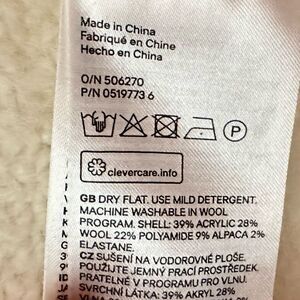 Made in China
Fabriqué en Chine
Hecho en China
O/N 506270
P/N 0519773 6
P
clevercare.info
GB DRY FLAT. USE MILD DETERGENT.
MACHINE WASHABLE IN WOOL
PROGRAM. SHELL: 39% ACRYLIC 28%
WOOL 22% POLYAMIDE 9% ALPACA 2%
ELASTANE.
CZ SUŠENÍ NA VODOROVNÉ PLOŠE.
POUŽIJTE JEMNÝ PRACÍ PROSTŘEDEK.
PRÁNÍ V PROGRAMU PRO VLNU.
SVRCHNÍ LÁTKA: 39% AKRYL 28%